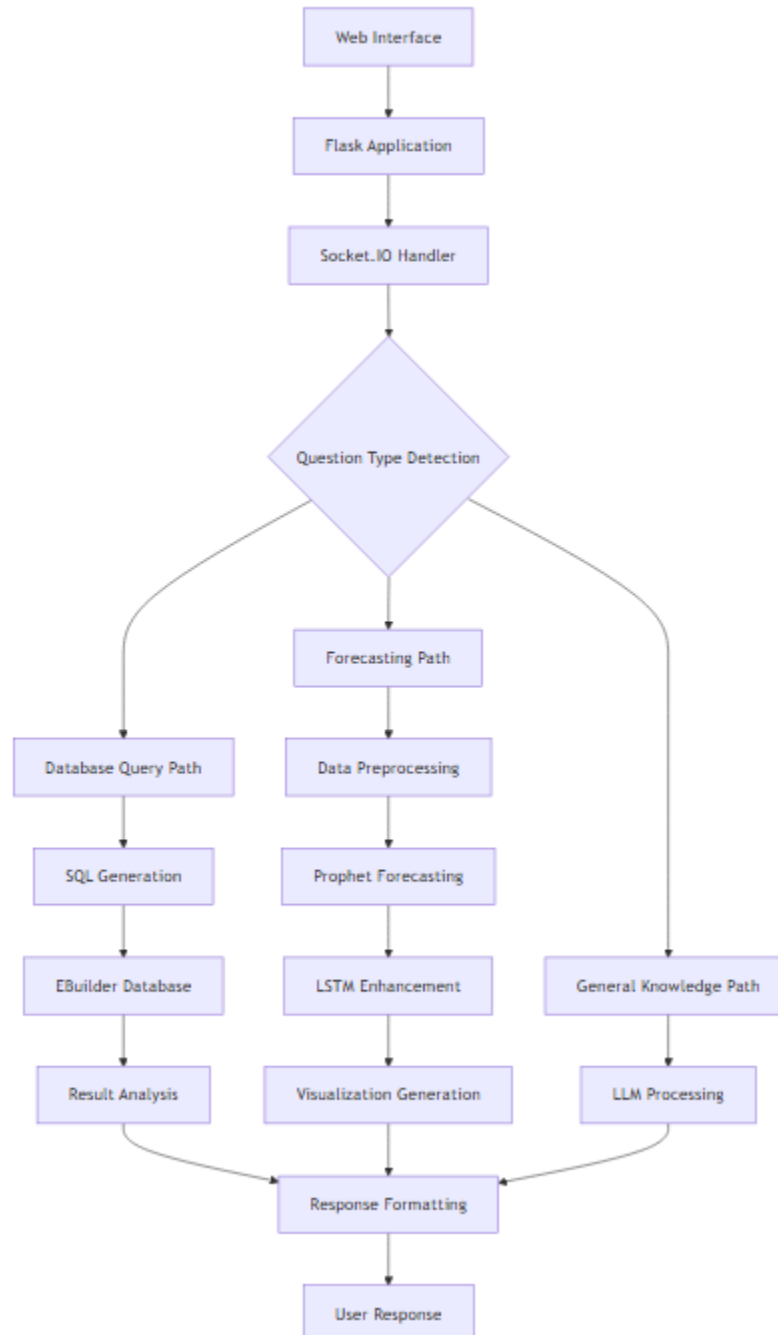 Web Interface
Flask Application
Socket.IO Handler
Question Type Detection
Forecasting Path
Database Query Path
Data Preprocessing
SQL Generation
Prophet Forecasting
EBuilder Database
LSTM Enhancement
General Knowledge Path
Result Analysis
Visualization Generation
LLM Processing
Response Formatting
User Response